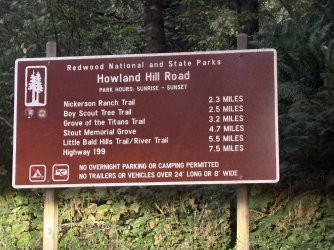 Redwood National and State Parks
Howland Hill Road
PARK HOURS: SUNRISE - SUNSET
Nickerson Ranch Trail 2.3 MILES
Boy Scout Tree Trail 2.5 MILES
Grove of the Titans Trail 3.2 MILES
Stout Memorial Grove 4.7 MILES
Little Bald Hills Trail/River Trail 5.5 MILES
Highway 199 7.5 MILES
NO OVERNIGHT PARKING OR CAMPING PERMITTED
NO TRAILERS OR VEHICLES OVER 24' LONG OR 8' WIDE